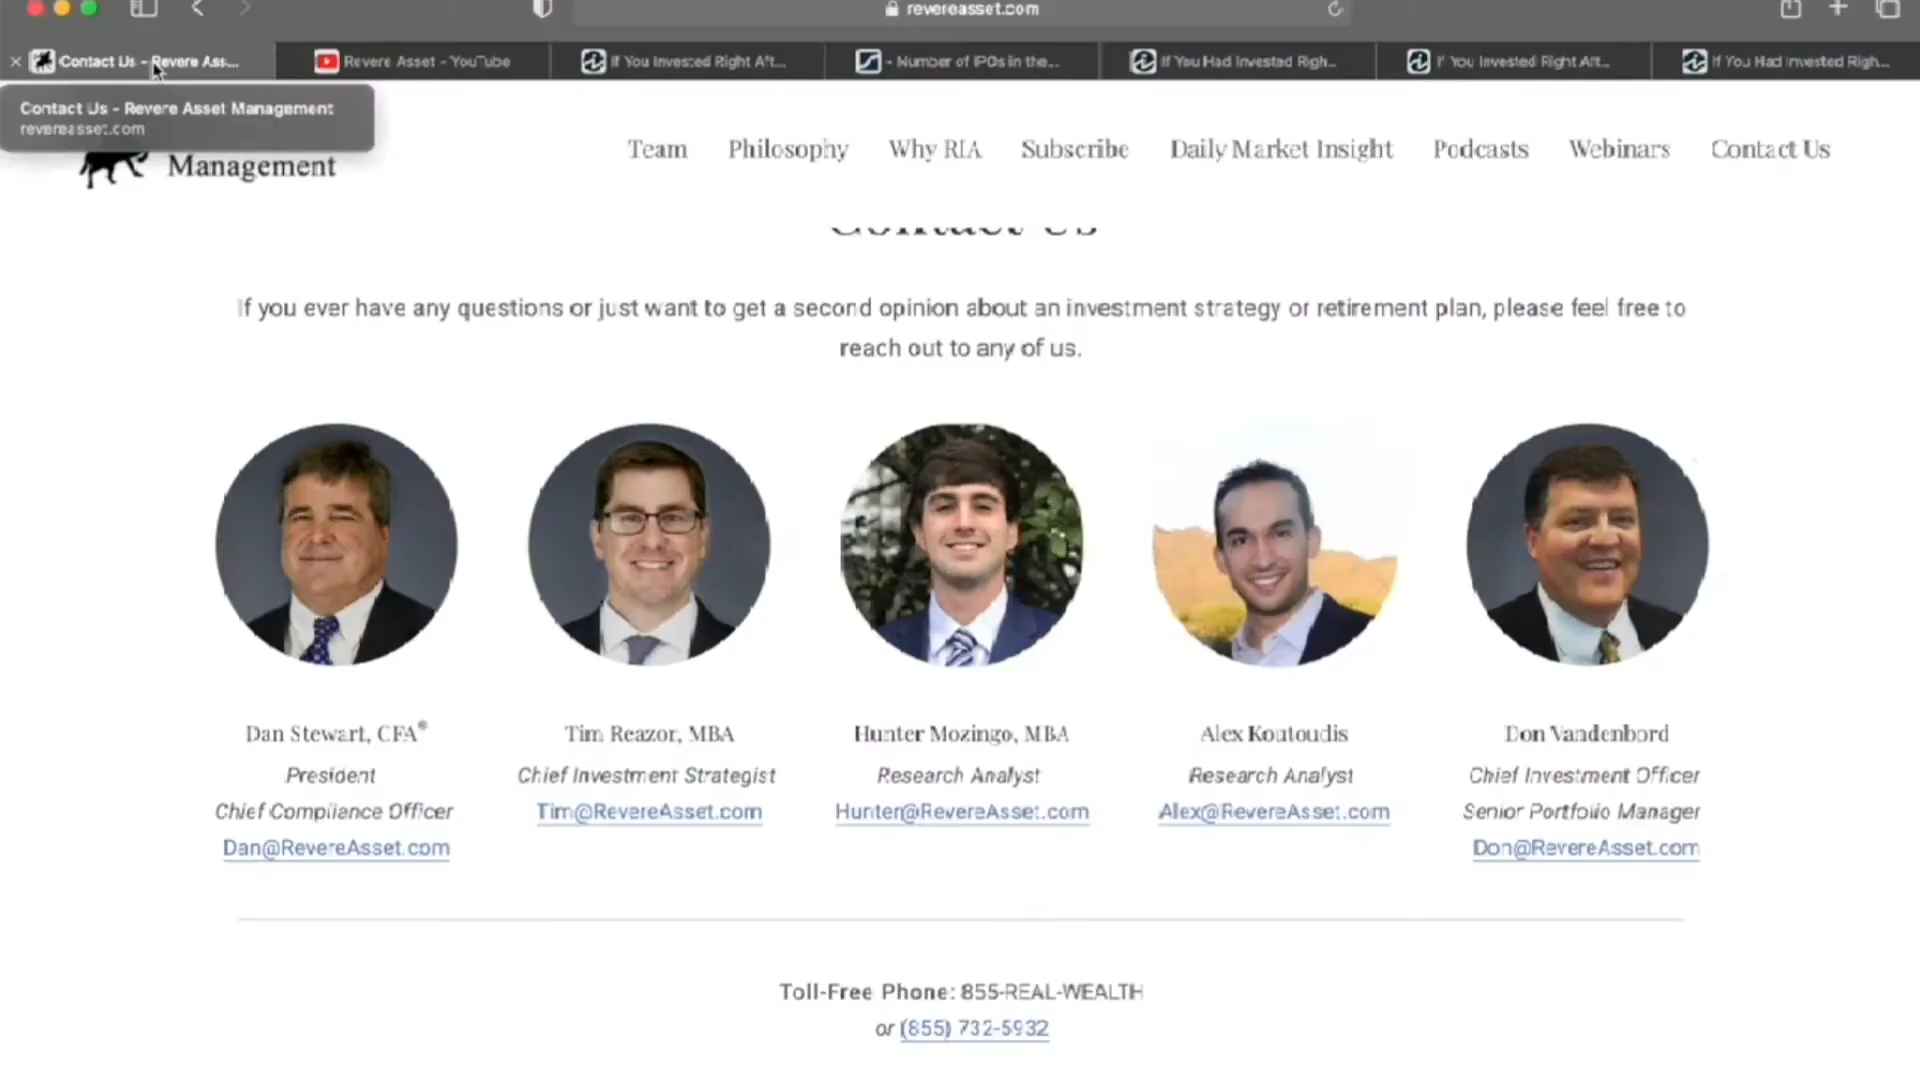 revereasset.com
Contact Us - Revere Ass...
Revere Asset - YouTube
If You Invested Right Aft...
- Number of IPOs in the...
If You Had Invested Righ...
If You Invested Right Aft...
If You Had Invested Righ...
Contact Us - Revere Asset Management
revereasset.com
Management
Team Philosophy Why RIA Subscribe Daily Market Insight Podcasts Webinars Contact Us
Contact Us
If you ever have any questions or just want to get a second opinion about an investment strategy or retirement plan, please feel free to
reach out to any of us.
Dan Stewart, CFA®
President
Chief Compliance Officer
Dan@RevereAsset.com
Tim Reazor, MBA
Chief Investment Strategist
Tim@RevereAsset.com
Hunter Mozingo, MBA
Research Analyst
Hunter@RevereAsset.com
Alex Koutoudis
Research Analyst
Alex@RevereAsset.com
Don Vandenbord
Chief Investment Officer
Senior Portfolio Manager
Don@RevereAsset.com
Toll-Free Phone: 855-REAL-WEALTH
or (855) 732-5932